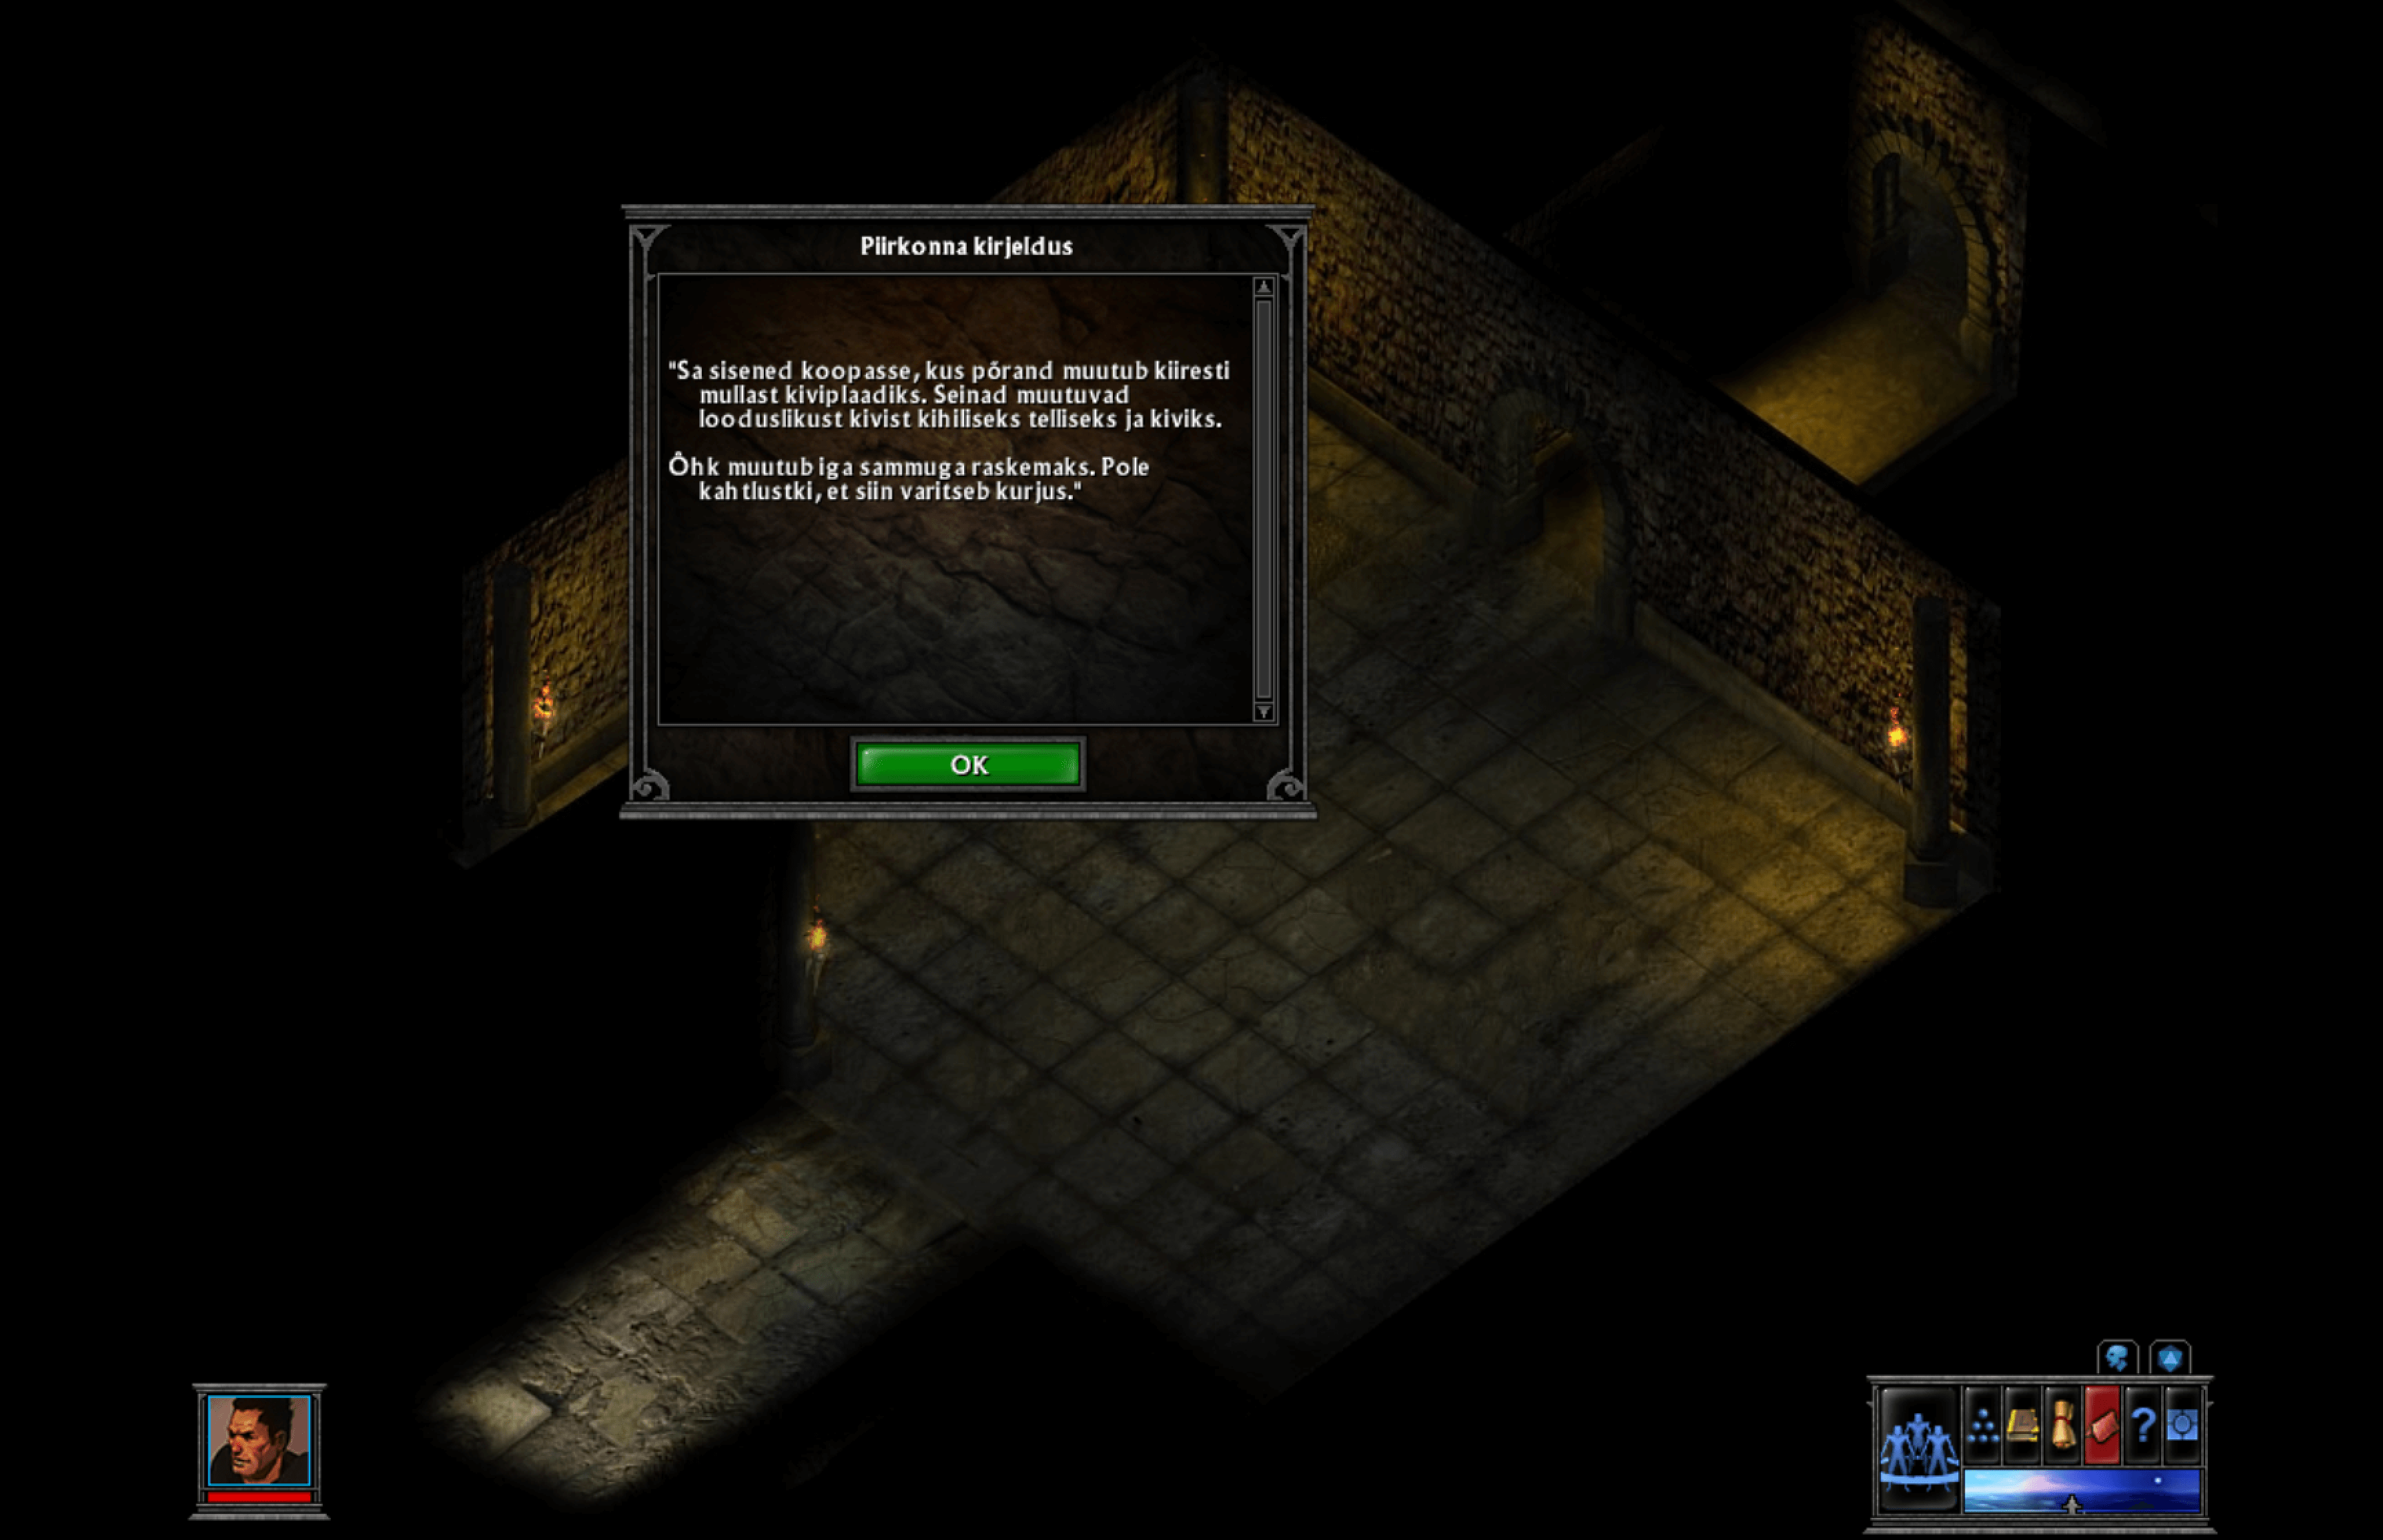 Piirkonna kirjeldus
"Sa sisened koopasse, kus põrand muutub kiiresti
mullast kiviplaadiks. Seinad muutuvad
looduslikust kivist kihiliseks telliseks ja kiviks.
Õhk muutub iga sammuga raskemaks. Pole
kahtlustki, et siin varitseb kurjus."
OK
?